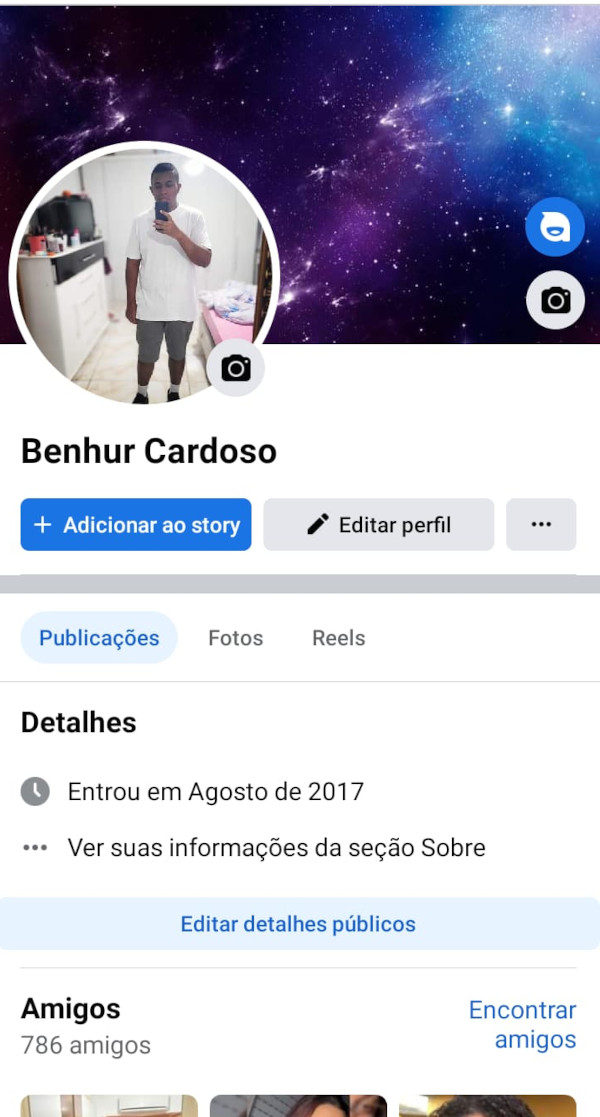 Benhur Cardoso
+ Adicionar ao story
Editar perfil
Publicações
Fotos
Reels
Detalhes
Entrou em Agosto de 2017
Ver suas informações da seção Sobre
Editar detalhes públicos
Amigos
786 amigos
Encontrar
amigos